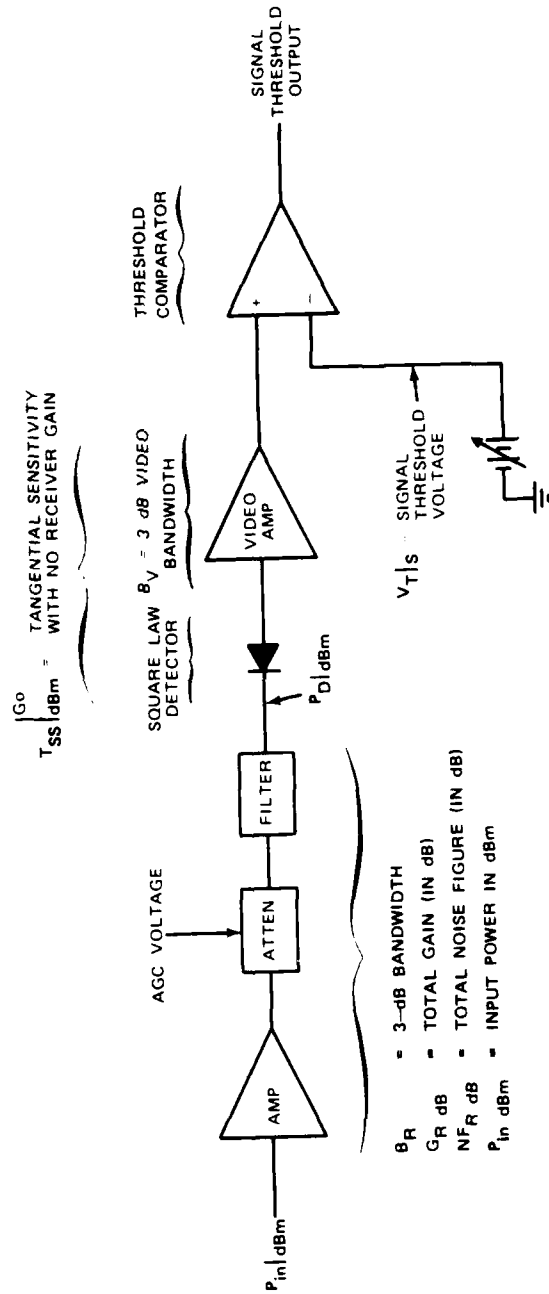 T_SS|^Go_dBm = TANGENTIAL SENSITIVITY
WITH NO RECEIVER GAIN
P_in|dBm
AMP
AGC VOLTAGE
ATTEN
FILTER
SQUARE LAW
DETECTOR
P_D|dBm
B_V = 3 dB VIDEO
BANDWIDTH
VIDEO
AMP
THRESHOLD
COMPARATOR
+
−
SIGNAL
THRESHOLD
OUTPUT
V_T|S SIGNAL
THRESHOLD
VOLTAGE
B_R = 3-dB BANDWIDTH
G_R dB = TOTAL GAIN (IN dB)
NF_R dB = TOTAL NOISE FIGURE (IN dB)
P_in dBm = INPUT POWER IN dBm